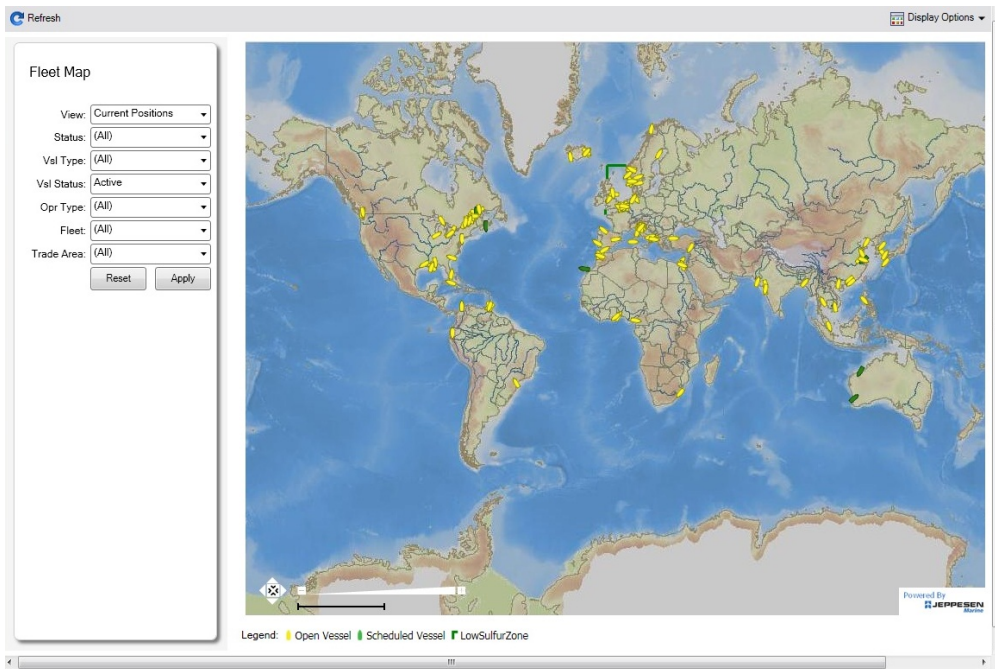 Refresh
Display Options
Fleet Map
View: Current Positions
Status: (All)
Vsl Type: (All)
Vsl Status: Active
Opr Type: (All)
Fleet: (All)
Trade Area: (All)
Reset Apply
Powered By
JEPPESEN
Marine
Legend: Open Vessel Scheduled Vessel LowSulfurZone